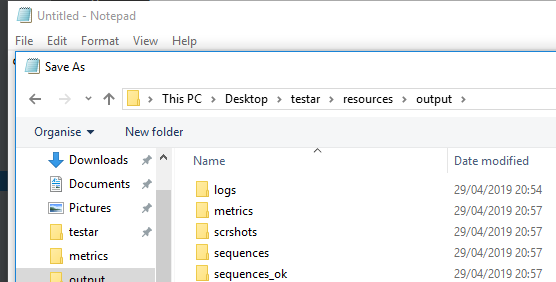 Untitled - Notepad
File Edit Format View Help
Save As
This PC > Desktop > testar > resources > output >
Organise New folder
Name Date modified
Downloads
Documents
Pictures
testar
metrics
output
logs 29/04/2019 20:54
metrics 29/04/2019 20:57
scrshots 29/04/2019 20:57
sequences 29/04/2019 20:57
sequences_ok 29/04/2019 20:57